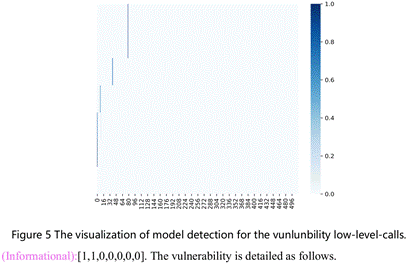 1.0
0.8
0.6
0.4
0.2
0.0
0 16 32 48 64 80 96 112 128 144 160 176 192 208 224 240 256 272 288 304 320 336 352 368 384 400 416 432 448 464 480 496
Figure 5 The visualization of model detection for the vunlunbility low-level-calls.
(Informational):[1,1,0,0,0,0,0]. The vulnerability is detailed as follows.